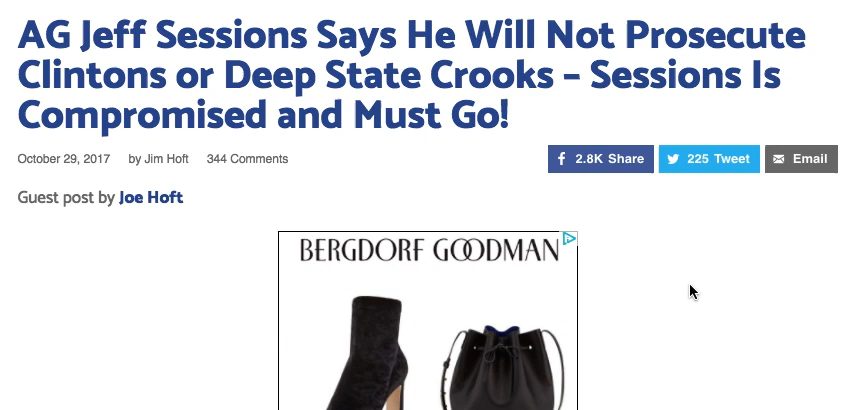 AG Jeff Sessions Says He Will Not Prosecute
Clintons or Deep State Crooks – Sessions Is
Compromised and Must Go!
October 29, 2017 by Jim Hoft 344 Comments
2.8K Share 225 Tweet Email
Guest post by Joe Hoft
BERGDORF GOODMAN